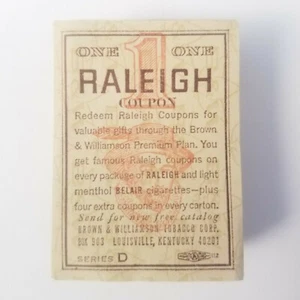 ONE 1 ONE
RALEIGH
COUPON
Redeem Raleigh Coupons for
valuable gifts through the Brown
& Williamson Premium Plan. You
get famous Raleigh coupons on
every package of RALEIGH and light
menthol BELAIR cigarettes—plus
four extra coupons in every carton.
Send for new free catalog
BROWN & WILLIAMSON TOBACCO CORP.
BOX 903 LOUISVILLE, KENTUCKY 40201
SERIES D